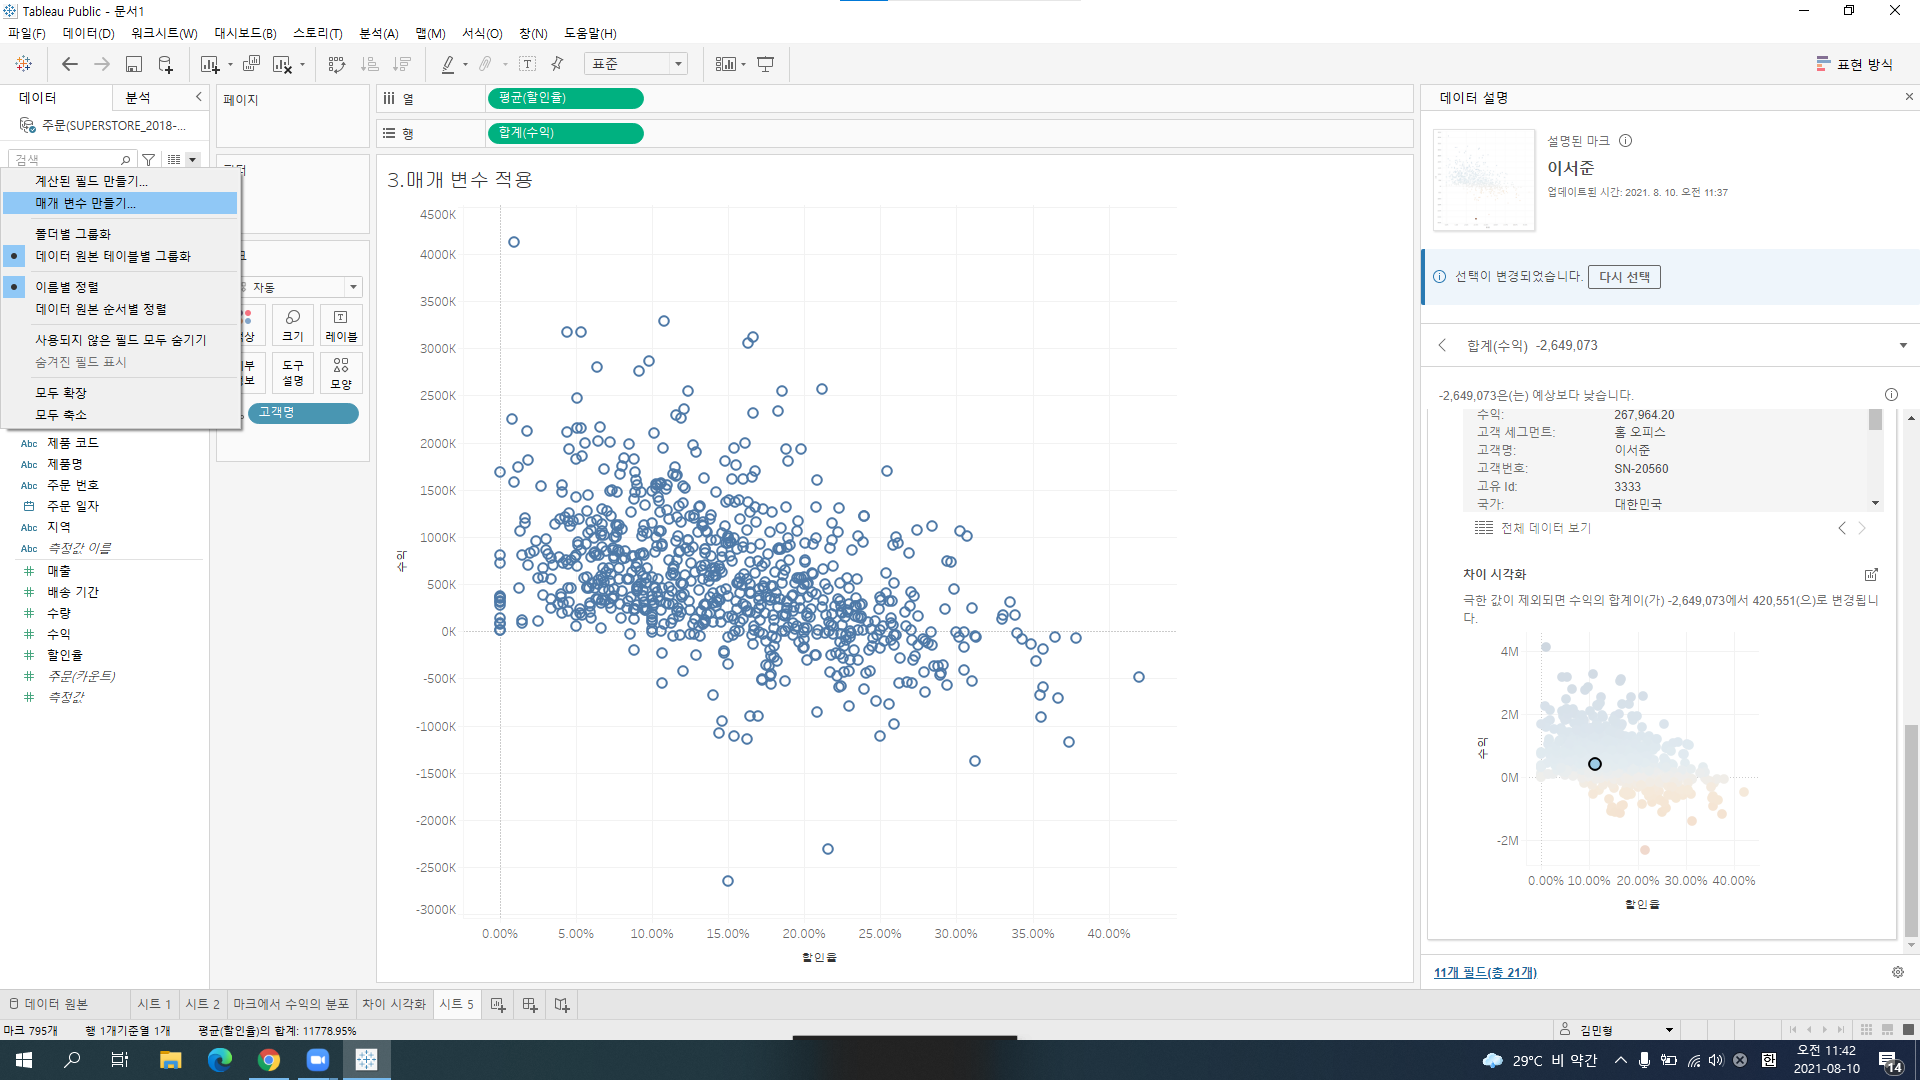 Tableau Public - 문서1
파일(F) 데이터(D) 워크시트(W) 대시보드(B) 스토리(T) 분석(A) 맵(M) 서식(O) 창(N) 도움말(H)
표준
표현 방식
데이터 분석
주문(SUPERSTORE_2018-...
검색
계산된 필드 만들기...
매개 변수 만들기...
폴더별 그룹화
데이터 원본 테이블별 그룹화
이름별 정렬
데이터 원본 순서별 정렬
사용되지 않은 필드 모두 숨기기
숨겨진 필드 표시
모두 확장
모두 축소
Abc 제품 코드
Abc 제품명
Abc 주문 번호
주문 일자
Abc 지역
Abc 측정값 이름
매출
배송 기간
수량
수익
할인율
주문(카운트)
측정값
페이지
자동
크기
레이블
도구
설명
모양
고객명
열
평균(할인율)
행
합계(수익)
3.매개 변수 적용
4500K
4000K
3500K
3000K
2500K
2000K
1500K
1000K
500K
0K
-500K
-1000K
-1500K
-2000K
-2500K
-3000K
수익
0.00% 5.00% 10.00% 15.00% 20.00% 25.00% 30.00% 35.00% 40.00%
할인율
데이터 설명
설명된 마크
이서준
업데이트된 시간: 2021. 8. 10. 오전 11:37
선택이 변경되었습니다. 다시 선택
합계(수익) -2,649,073
-2,649,073은(는) 예상보다 낮습니다.
수익: 267,964.20
고객 세그먼트: 홈 오피스
고객명: 이서준
고객번호: SN-20560
고유 Id: 3333
국가: 대한민국
전체 데이터 보기
차이 시각화
극한 값이 제외되면 수익의 합계이(가) -2,649,073에서 420,551(으)로 변경됩니
다.
4M
2M
0M
-2M
수익
0.00% 10.00% 20.00% 30.00% 40.00%
할인율
11개 필드(총 21개)
데이터 원본 시트 1 시트 2 마크에서 수익의 분포 차이 시각화 시트 5
마크 795개 행 1개기준열 1개 평균(할인율)의 합계: 11778.95%
김민형
29°C 비 약간
한
오전 11:42
2021-08-10
14